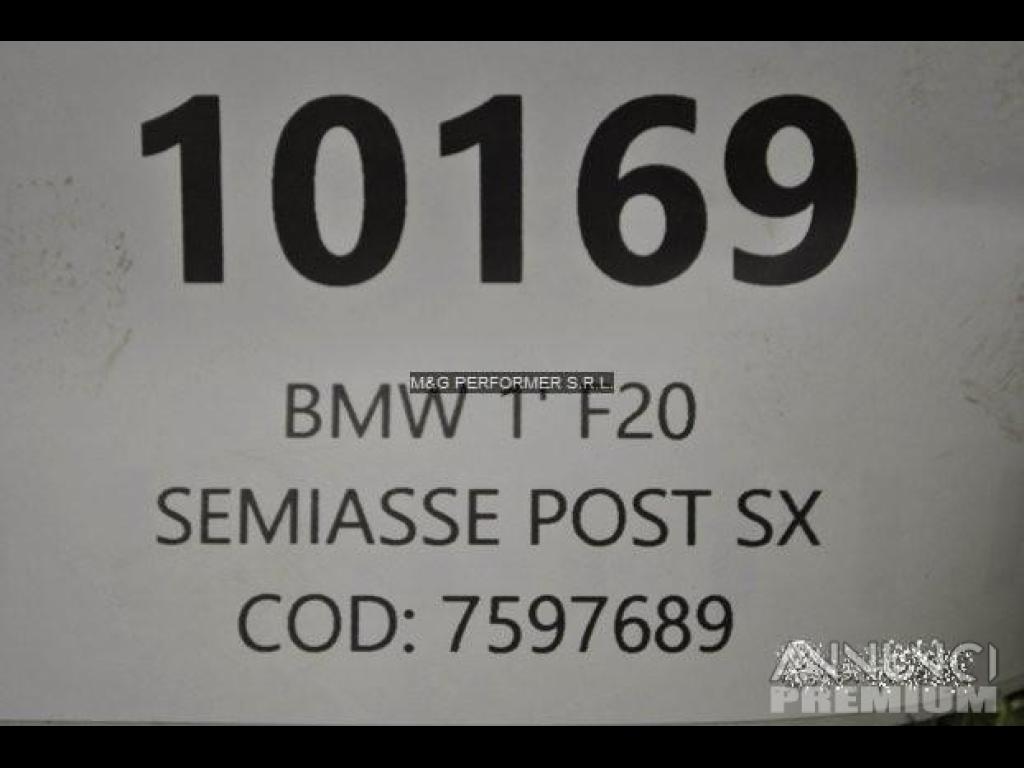 10169
M&G PERFORMER S.R.L.
BMW 1' F20
SEMIASSE POST SX
COD: 7597689
ANNUNCI
PREMIUM